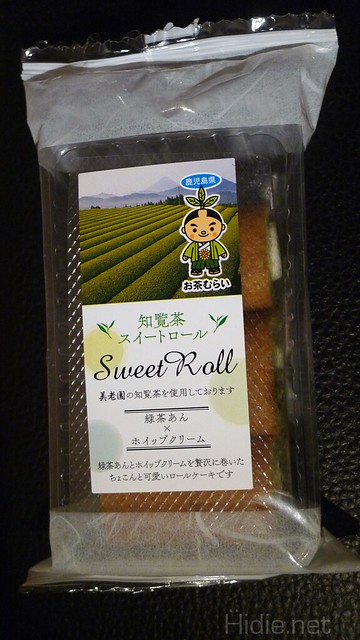 鹿児島県
お茶むらい
知覧茶
スイートロール
Sweet Roll
美老園の知覧茶を使用しております
緑茶あん
×
ホイップクリーム
緑茶あんとホイップクリームを贅沢に巻いた
ちょこんと可愛いロールケーキです
Hidie.net